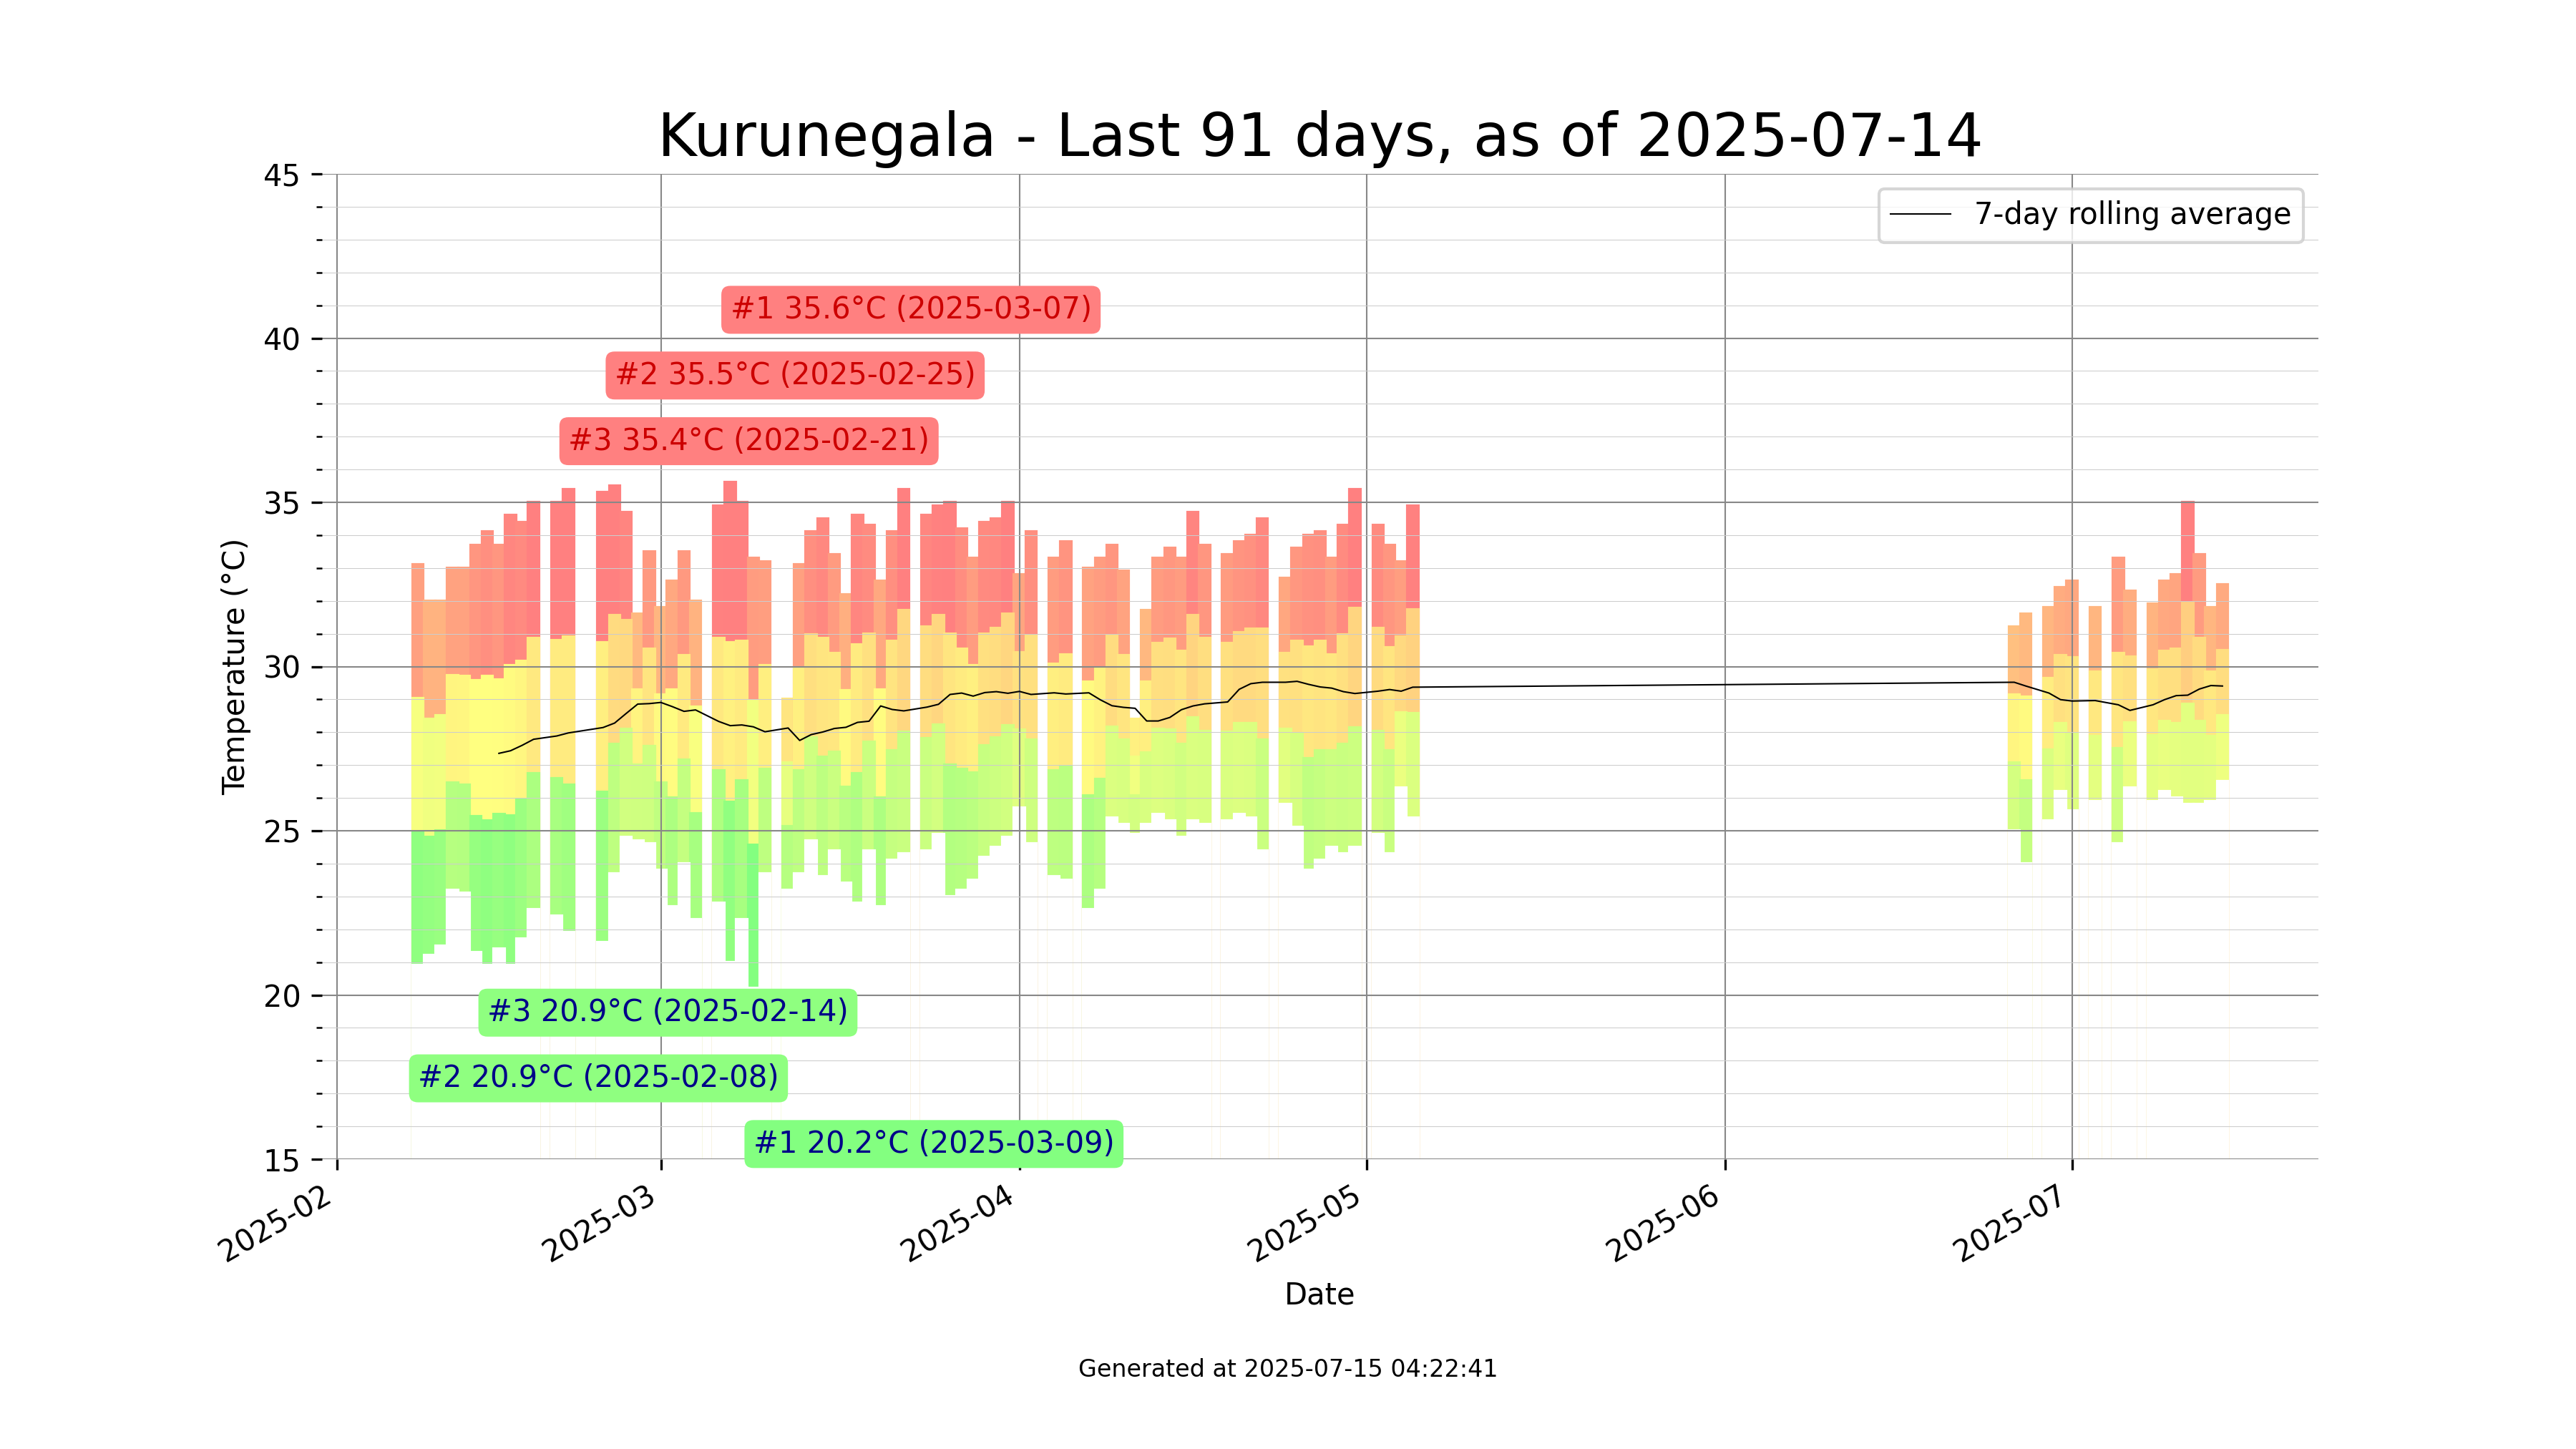 Kurunegala - Last 91 days, as of 2025-07-14
45
7-day rolling average
#1 35.6°C (2025-03-07)
40
#2 35.5°C (2025-02-25)
#3 35.4°C (2025-02-21)
35
Temperature (°C)
30
25
20
#3 20.9°C (2025-02-14)
#2 20.9°C (2025-02-08)
#1 20.2°C (2025-03-09)
15
2025-02
2025-03
2025-04
2025-05
2025-06
2025-07
Date
Generated at 2025-07-15 04:22:41